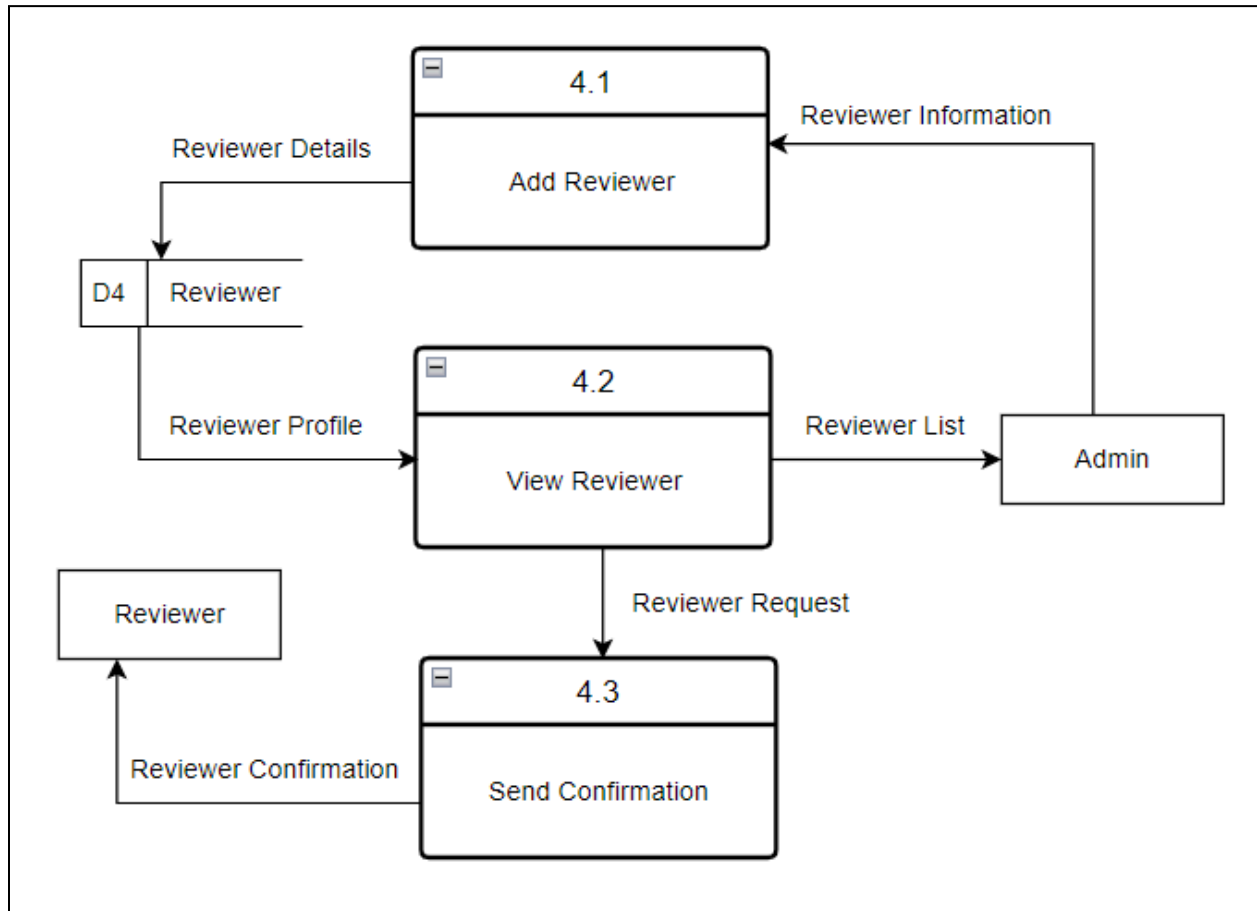 4.1
Reviewer Information
Reviewer Details
Add Reviewer
D4
Reviewer
4.2
Reviewer Profile
Reviewer List
View Reviewer
Admin
Reviewer
Reviewer Request
4.3
Reviewer Confirmation
Send Confirmation